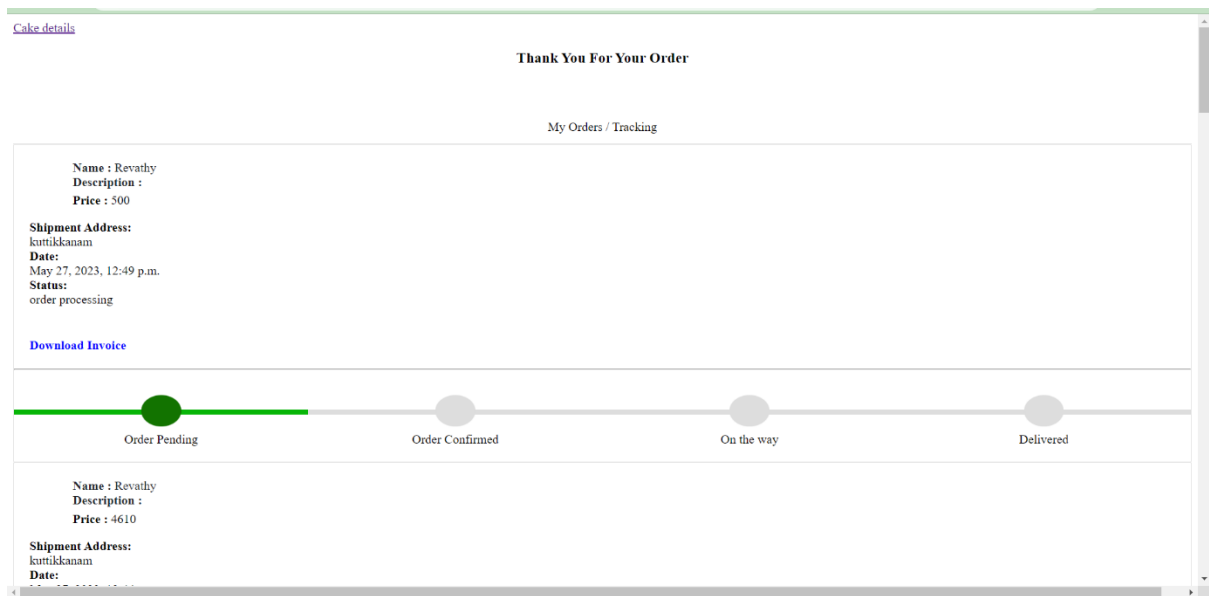 Cake details
Thank You For Your Order
My Orders / Tracking
Name : Revathy
Description :
Price : 500
Shipment Address:
kuttikkanam
Date:
May 27, 2023, 12:49 p.m.
Status:
order processing
Download Invoice
Order Pending Order Confirmed On the way Delivered
Name : Revathy
Description :
Price : 4610
Shipment Address:
kuttikkanam
Date: